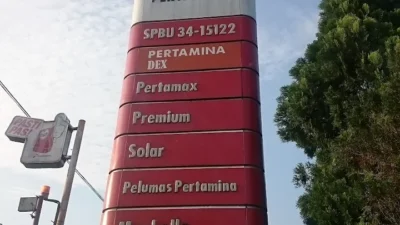 SPBU 34-15122
PERTAMINA
DEX
Pertamax
Premium
Solar
Pelumas Pertamina